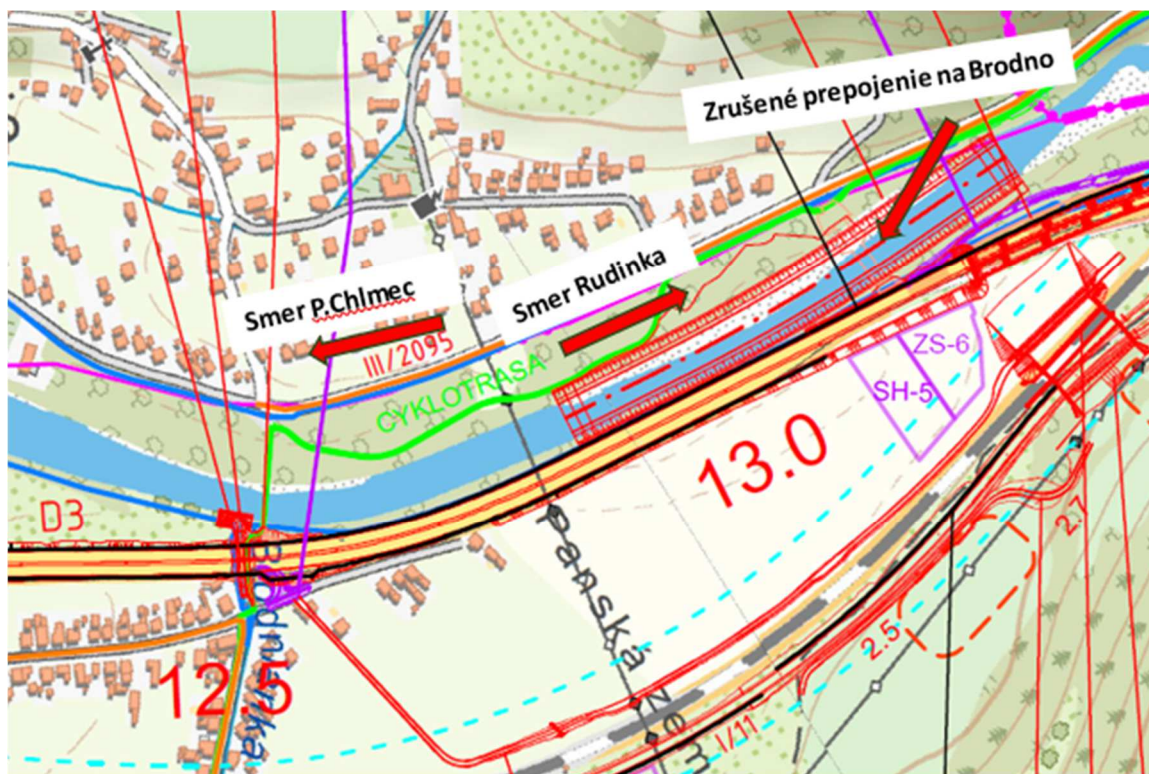 Zrušené prepojenie na Brodno
Smer Rudinka
Smer P.Chlmec
III/2095
CYKLOTRASA
ZS-6
SH-5
13.0
D3
Panská Zem
Brodnianka
12.5
2.7
2.5
I/11